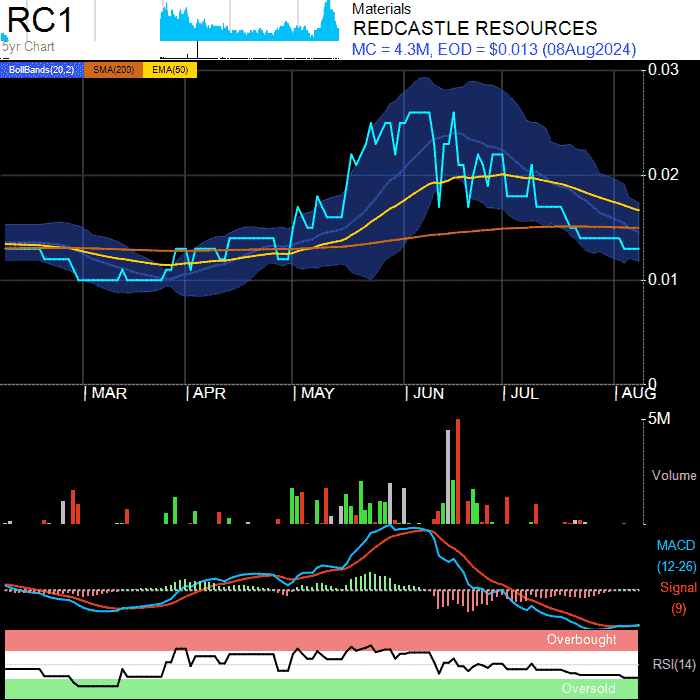 RC1
Materials
REDCASTLE RESOURCES
5yr Chart
MC = 4.3M, EOD = $0.013 (08Aug2024)
BollBands(20,2) SMA(200) EMA(50)
0.03
0.02
0.01
0
MAR APR MAY JUN JUL AUG
5M
Volume
MACD
(12-26)
Signal
(9)
Overbought
RSI(14)
Oversold